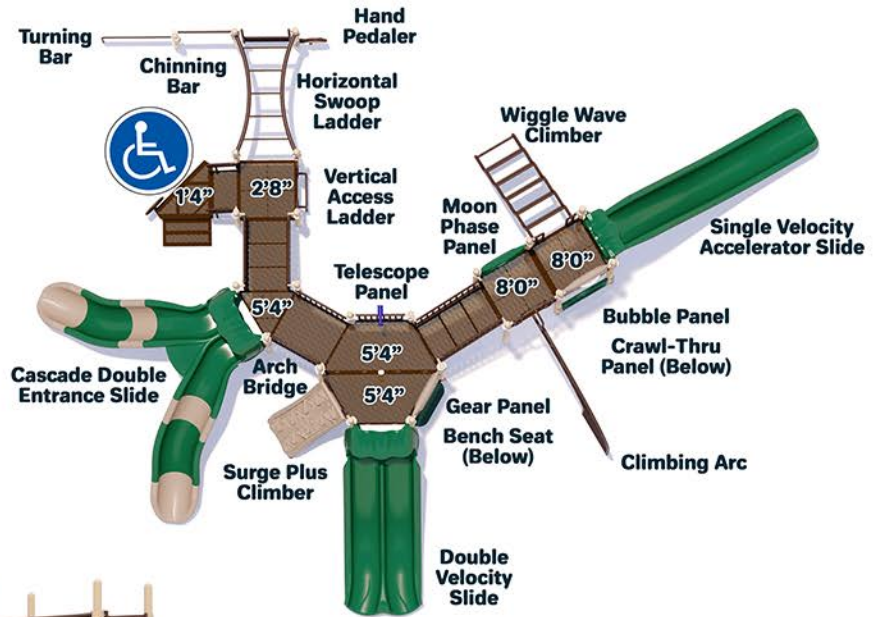 Hand
Pedaler
Turning
Bar
Chinning
Bar
Horizontal
Swoop
Ladder
Wiggle Wave
Climber
1'4"
2'8"
Vertical
Access
Ladder
Moon
Phase
Panel
Single Velocity
Accelerator Slide
8'0"
8'0"
Telescope
Panel
5'4"
Bubble Panel
Crawl-Thru
Panel (Below)
5'4"
5'4"
Arch
Bridge
Cascade Double
Entrance Slide
Gear Panel
Bench Seat
(Below)
Climbing Arc
Surge Plus
Climber
Double
Velocity
Slide